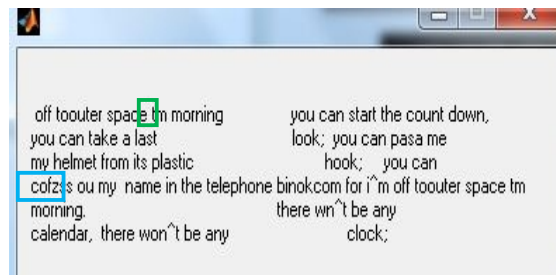 off toouter space tm morning you can start the count down,
you can take a last look; you can pasa me
my helmet from its plastic hook; you can
cofzss ou my name in the telephone binokcom for i^m off toouter space tm
morning. there wn^t be any
calendar, there won^t be any clock;